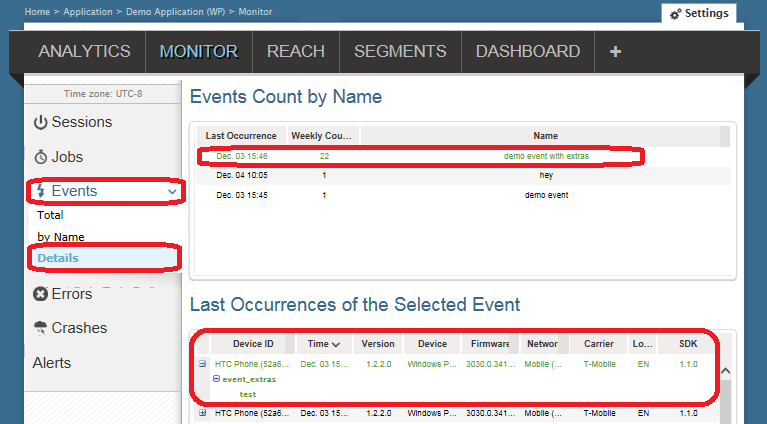 Home > Application > Demo Application (WP) > Monitor
Settings
ANALYTICS MONITOR REACH SEGMENTS DASHBOARD +
Time zone: UTC-8
Sessions
Jobs
Events
Total
by Name
Details
Errors
Crashes
Alerts
Events Count by Name
Last Occurrence Weekly Cou... Name
Dec. 03 15:46 22 demo event with extras
Dec. 04 10:05 1 hey
Dec. 03 15:45 1 demo event
Last Occurrences of the Selected Event
Device ID Time Version Device Firmware Networ Carrier Lo... SDK
HTC Phone (52a6... Dec. 03 15... 1.2.2.0 Windows P... 3030.0.341... Mobile (... T-Mobile EN 1.1.0
event_extras
test
HTC Phone (52a6... Dec. 03 15... 1.2.2.0 Windows P... 3030.0.341... Mobile (... T-Mobile EN 1.1.0